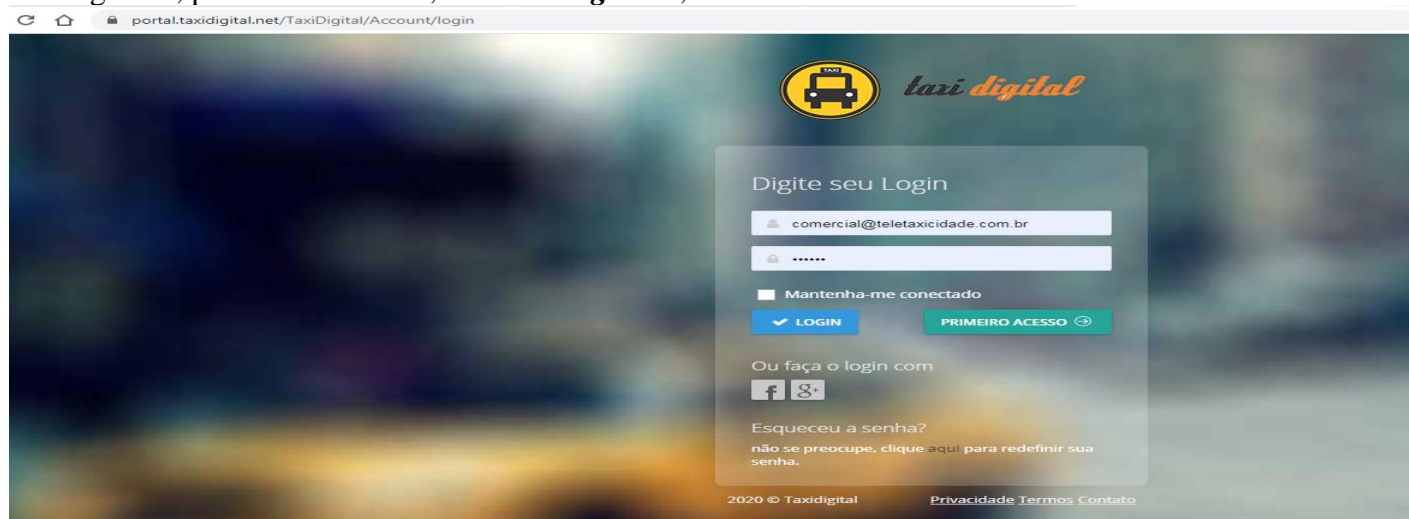 portal.taxidigital.net/TaxiDigital/Account/login
TAXI
taxi digital
Digite seu Login
comercial@teletaxicidade.com.br
••••••
Mantenha-me conectado
LOGIN
PRIMEIRO ACESSO
Ou faça o login com
f g+
Esqueceu a senha?
não se preocupe, clique aqui para redefinir sua
senha.
2020 © Taxidigital Privacidade Termos Contato